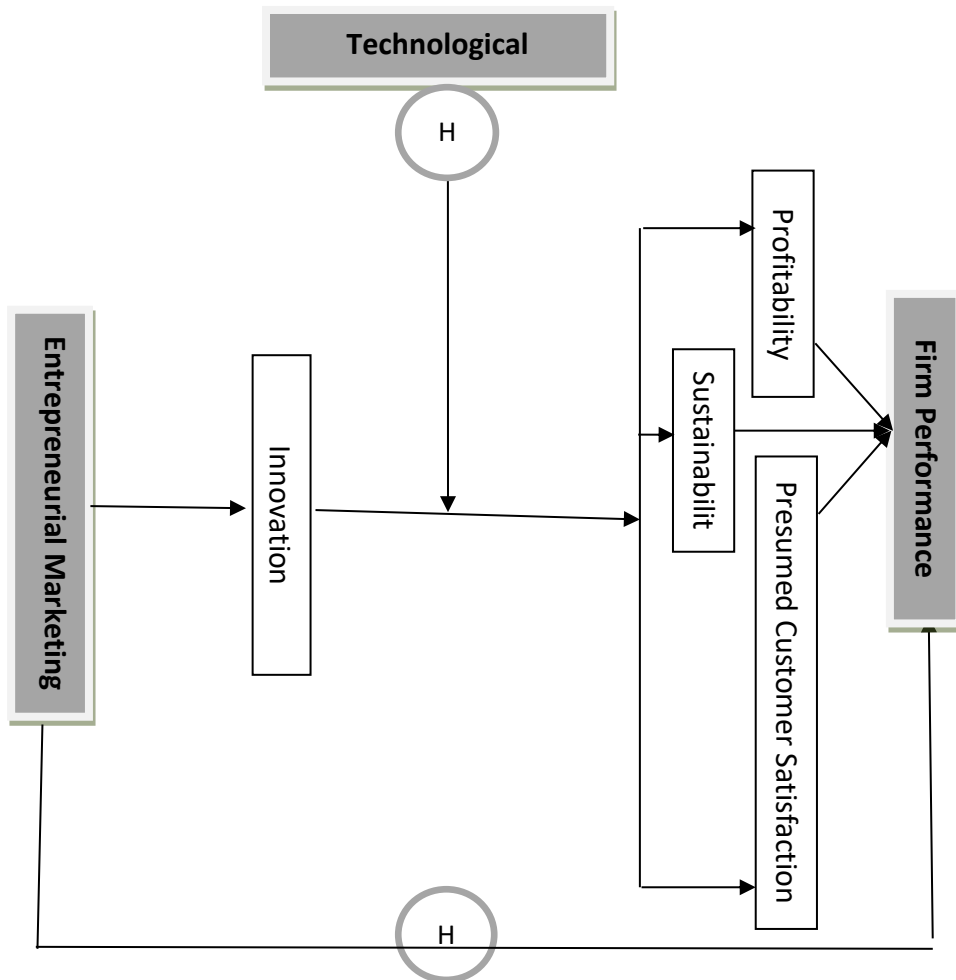 Technological
H
Profitability
Sustainabilit
Presumed Customer Satisfaction
Firm Performance
Entrepreneurial Marketing
Innovation
H